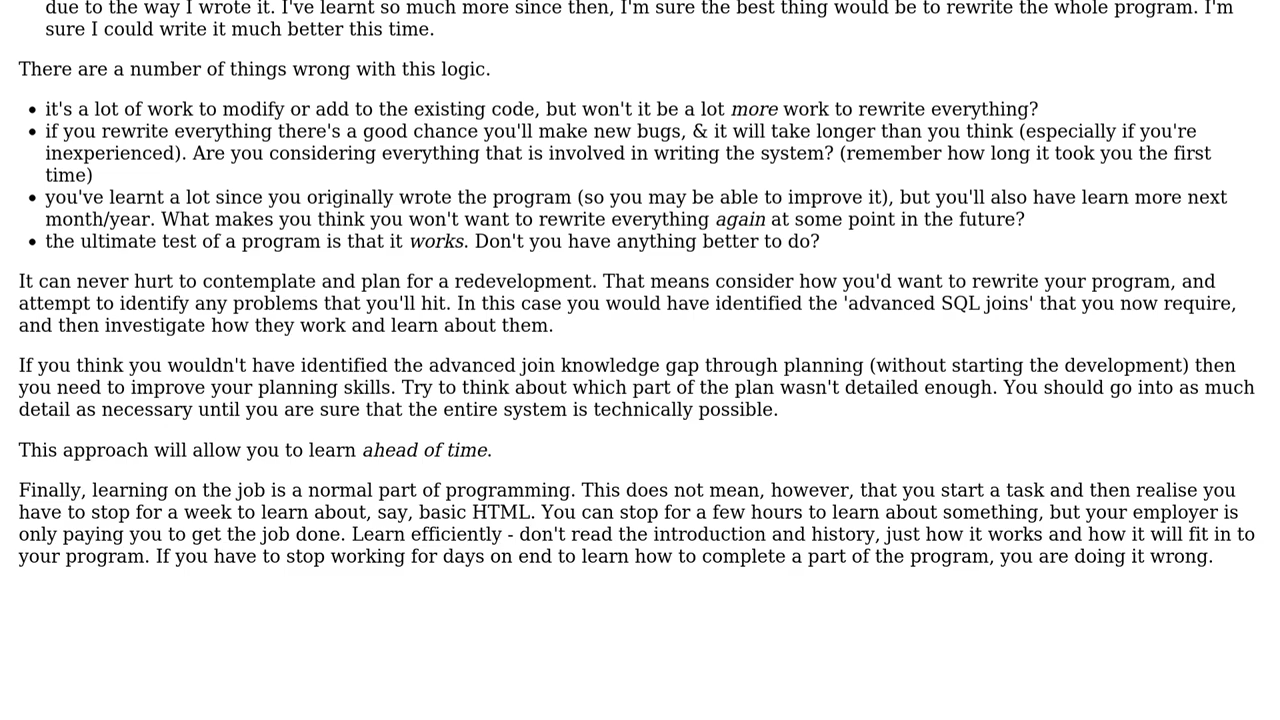 due to the way I wrote it. I've learnt so much more since then, I'm sure the best thing would be to rewrite the whole program. I'm
sure I could write it much better this time.
There are a number of things wrong with this logic.
• it's a lot of work to modify or add to the existing code, but won't it be a lot more work to rewrite everything?
• if you rewrite everything there's a good chance you'll make new bugs, & it will take longer than you think (especially if you're
inexperienced). Are you considering everything that is involved in writing the system? (remember how long it took you the first
time)
• you've learnt a lot since you originally wrote the program (so you may be able to improve it), but you'll also have learn more next
month/year. What makes you think you won't want to rewrite everything again at some point in the future?
• the ultimate test of a program is that it works. Don't you have anything better to do?
It can never hurt to contemplate and plan for a redevelopment. That means consider how you'd want to rewrite your program, and
attempt to identify any problems that you'll hit. In this case you would have identified the 'advanced SQL joins' that you now require,
and then investigate how they work and learn about them.
If you think you wouldn't have identified the advanced join knowledge gap through planning (without starting the development) then
you need to improve your planning skills. Try to think about which part of the plan wasn't detailed enough. You should go into as much
detail as necessary until you are sure that the entire system is technically possible.
This approach will allow you to learn ahead of time.
Finally, learning on the job is a normal part of programming. This does not mean, however, that you start a task and then realise you
have to stop for a week to learn about, say, basic HTML. You can stop for a few hours to learn about something, but your employer is
only paying you to get the job done. Learn efficiently - don't read the introduction and history, just how it works and how it will fit in to
your program. If you have to stop working for days on end to learn how to complete a part of the program, you are doing it wrong.